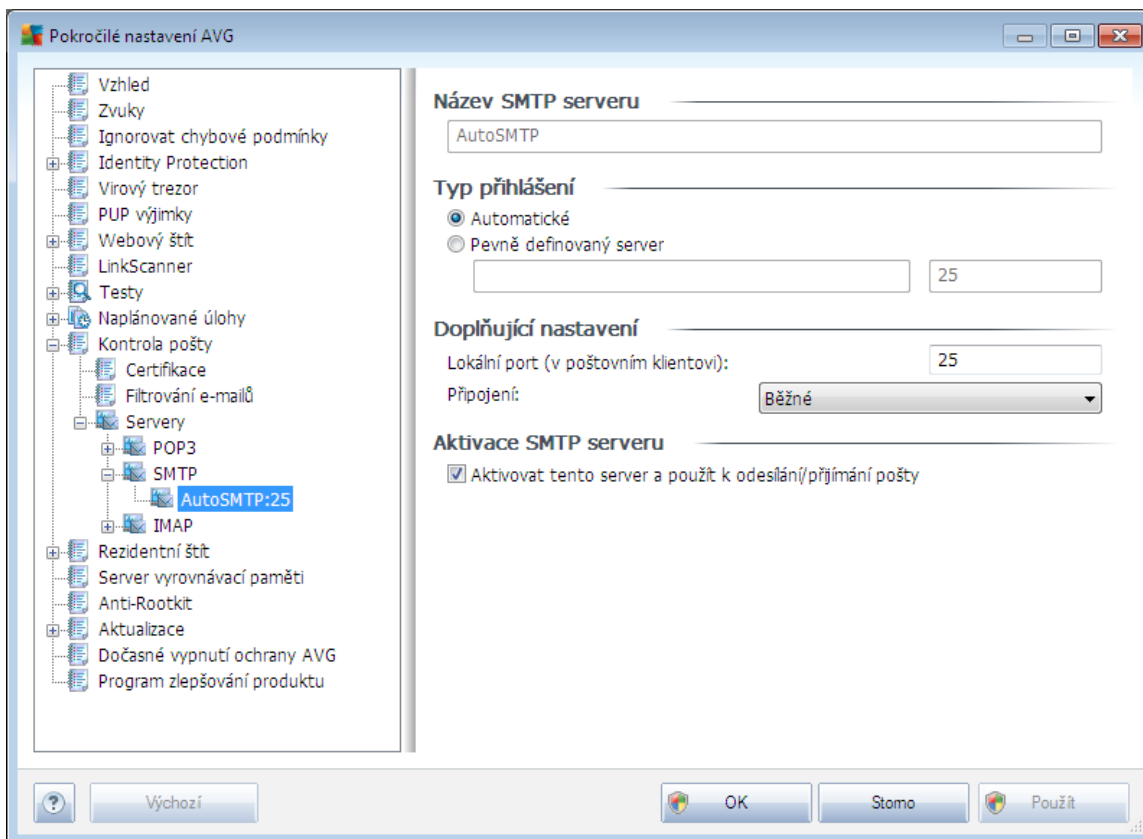 Pokročilé nastavení AVG
Vzhled
Zvuky
Ignorovat chybové podmínky
Identity Protection
Virový trezor
PUP výjimky
Webový štít
LinkScanner
Testy
Naplánované úlohy
Kontrola pošty
Certifikace
Filtrování e-mailů
Servery
POP3
SMTP
AutoSMTP:25
IMAP
Rezidentní štít
Server vyrovnávací paměti
Anti-Rootkit
Aktualizace
Dočasné vypnutí ochrany AVG
Program zlepšování produktu
Název SMTP serveru
AutoSMTP
Typ přihlášení
Automatické
Pevně definovaný server
25
Doplňující nastavení
Lokální port (v poštovním klientovi): 25
Připojení: Běžné
Aktivace SMTP serveru
Aktivovat tento server a použít k odesílání/přijímání pošty
? Výchozí OK Storno Použít